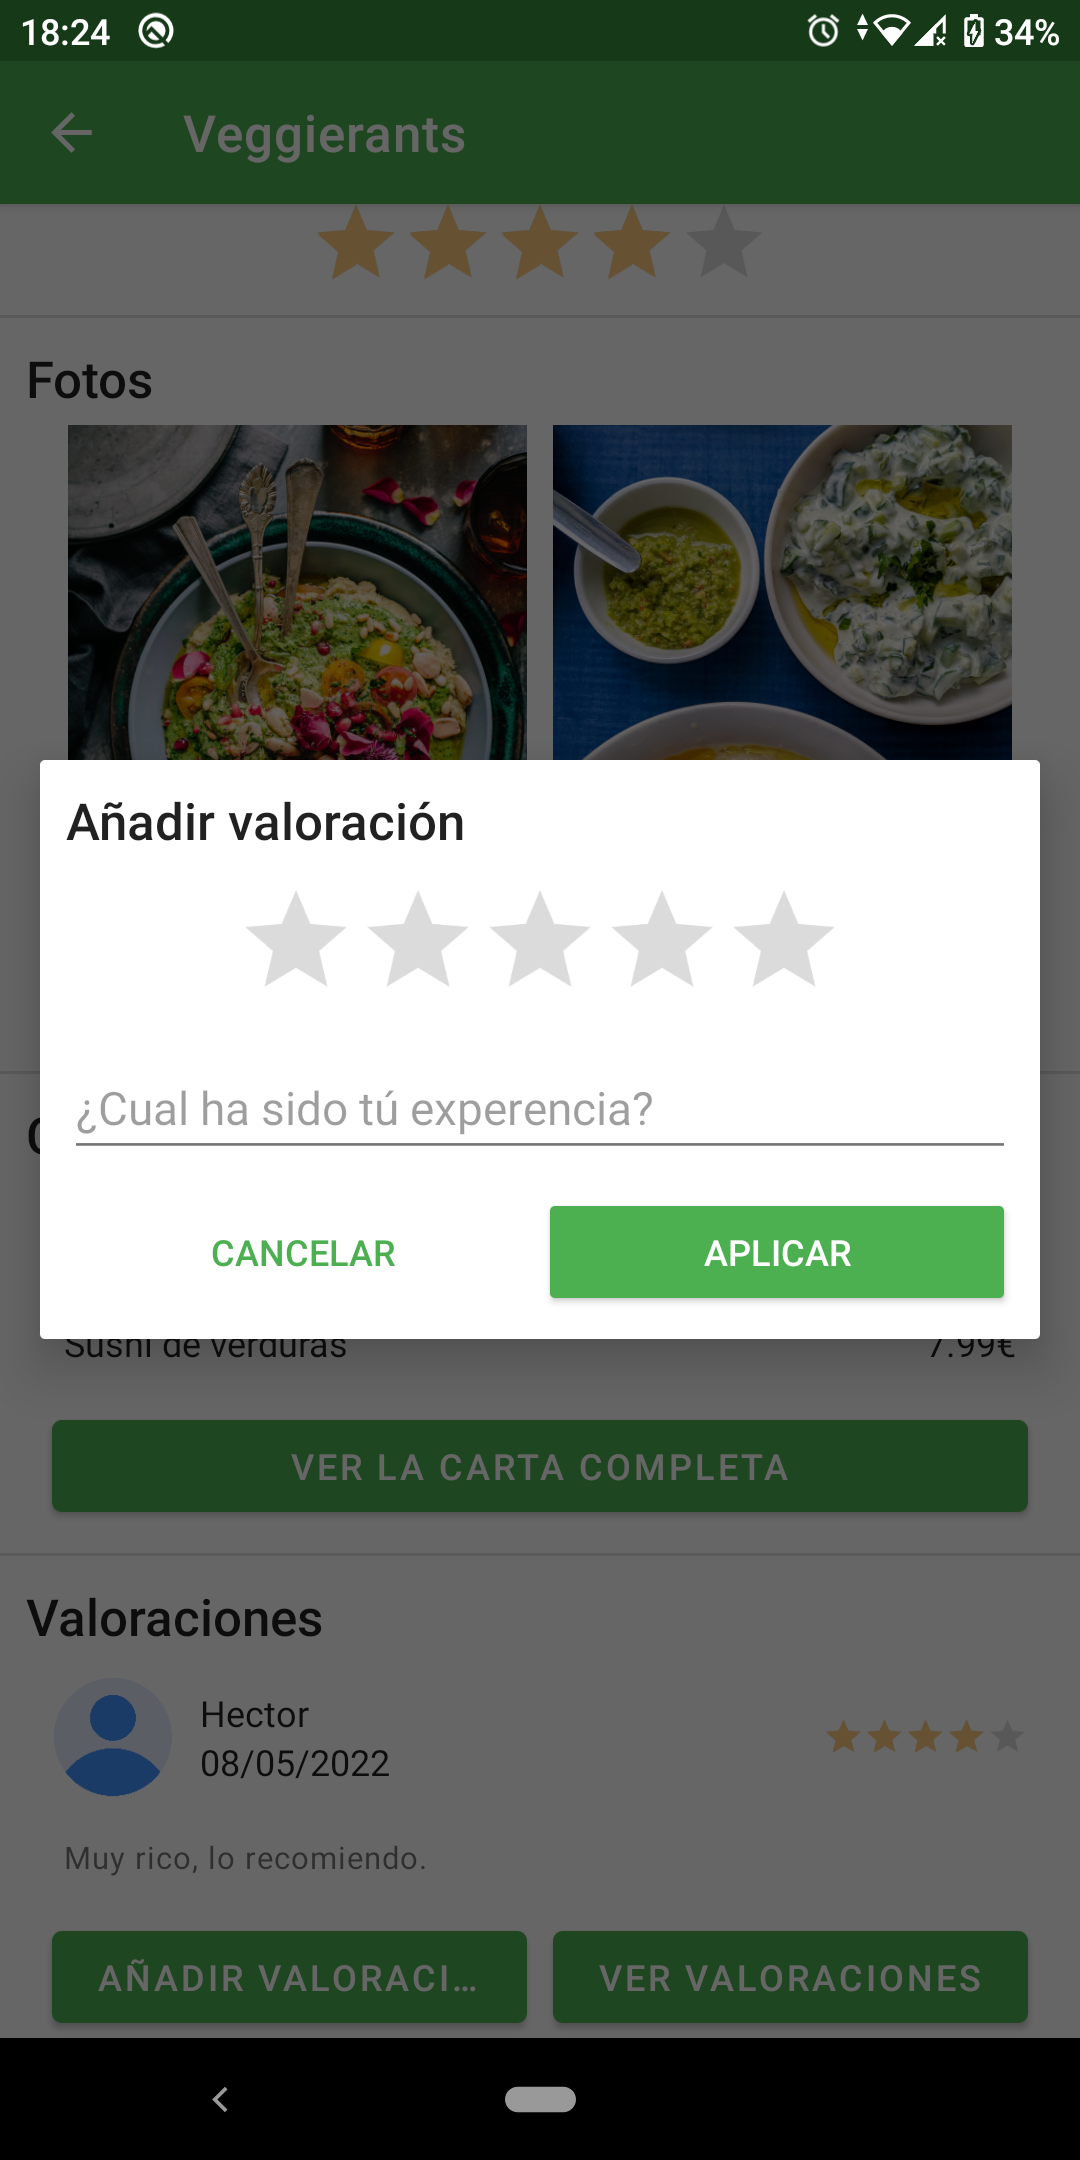 18:24
34%
Veggierants
Fotos
Añadir valoración
¿Cual ha sido tú experencia?
CANCELAR
APLICAR
Sushi de verduras
7.99€
VER LA CARTA COMPLETA
Valoraciones
Hector
08/05/2022
Muy rico, lo recomiendo.
AÑADIR VALORACI...
VER VALORACIONES